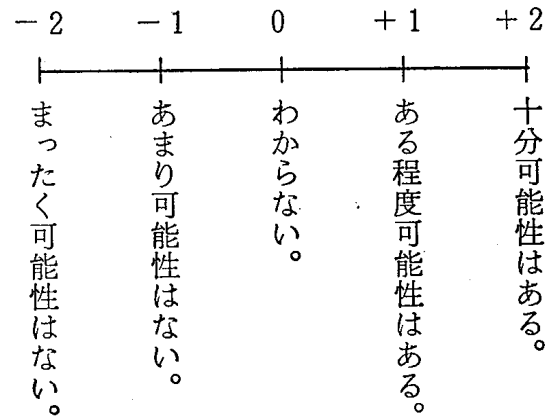 －2 －1 0 ＋1 ＋2
まったく可能性はない。
あまり可能性はない。
わからない。
ある程度可能性はある。
十分可能性はある。